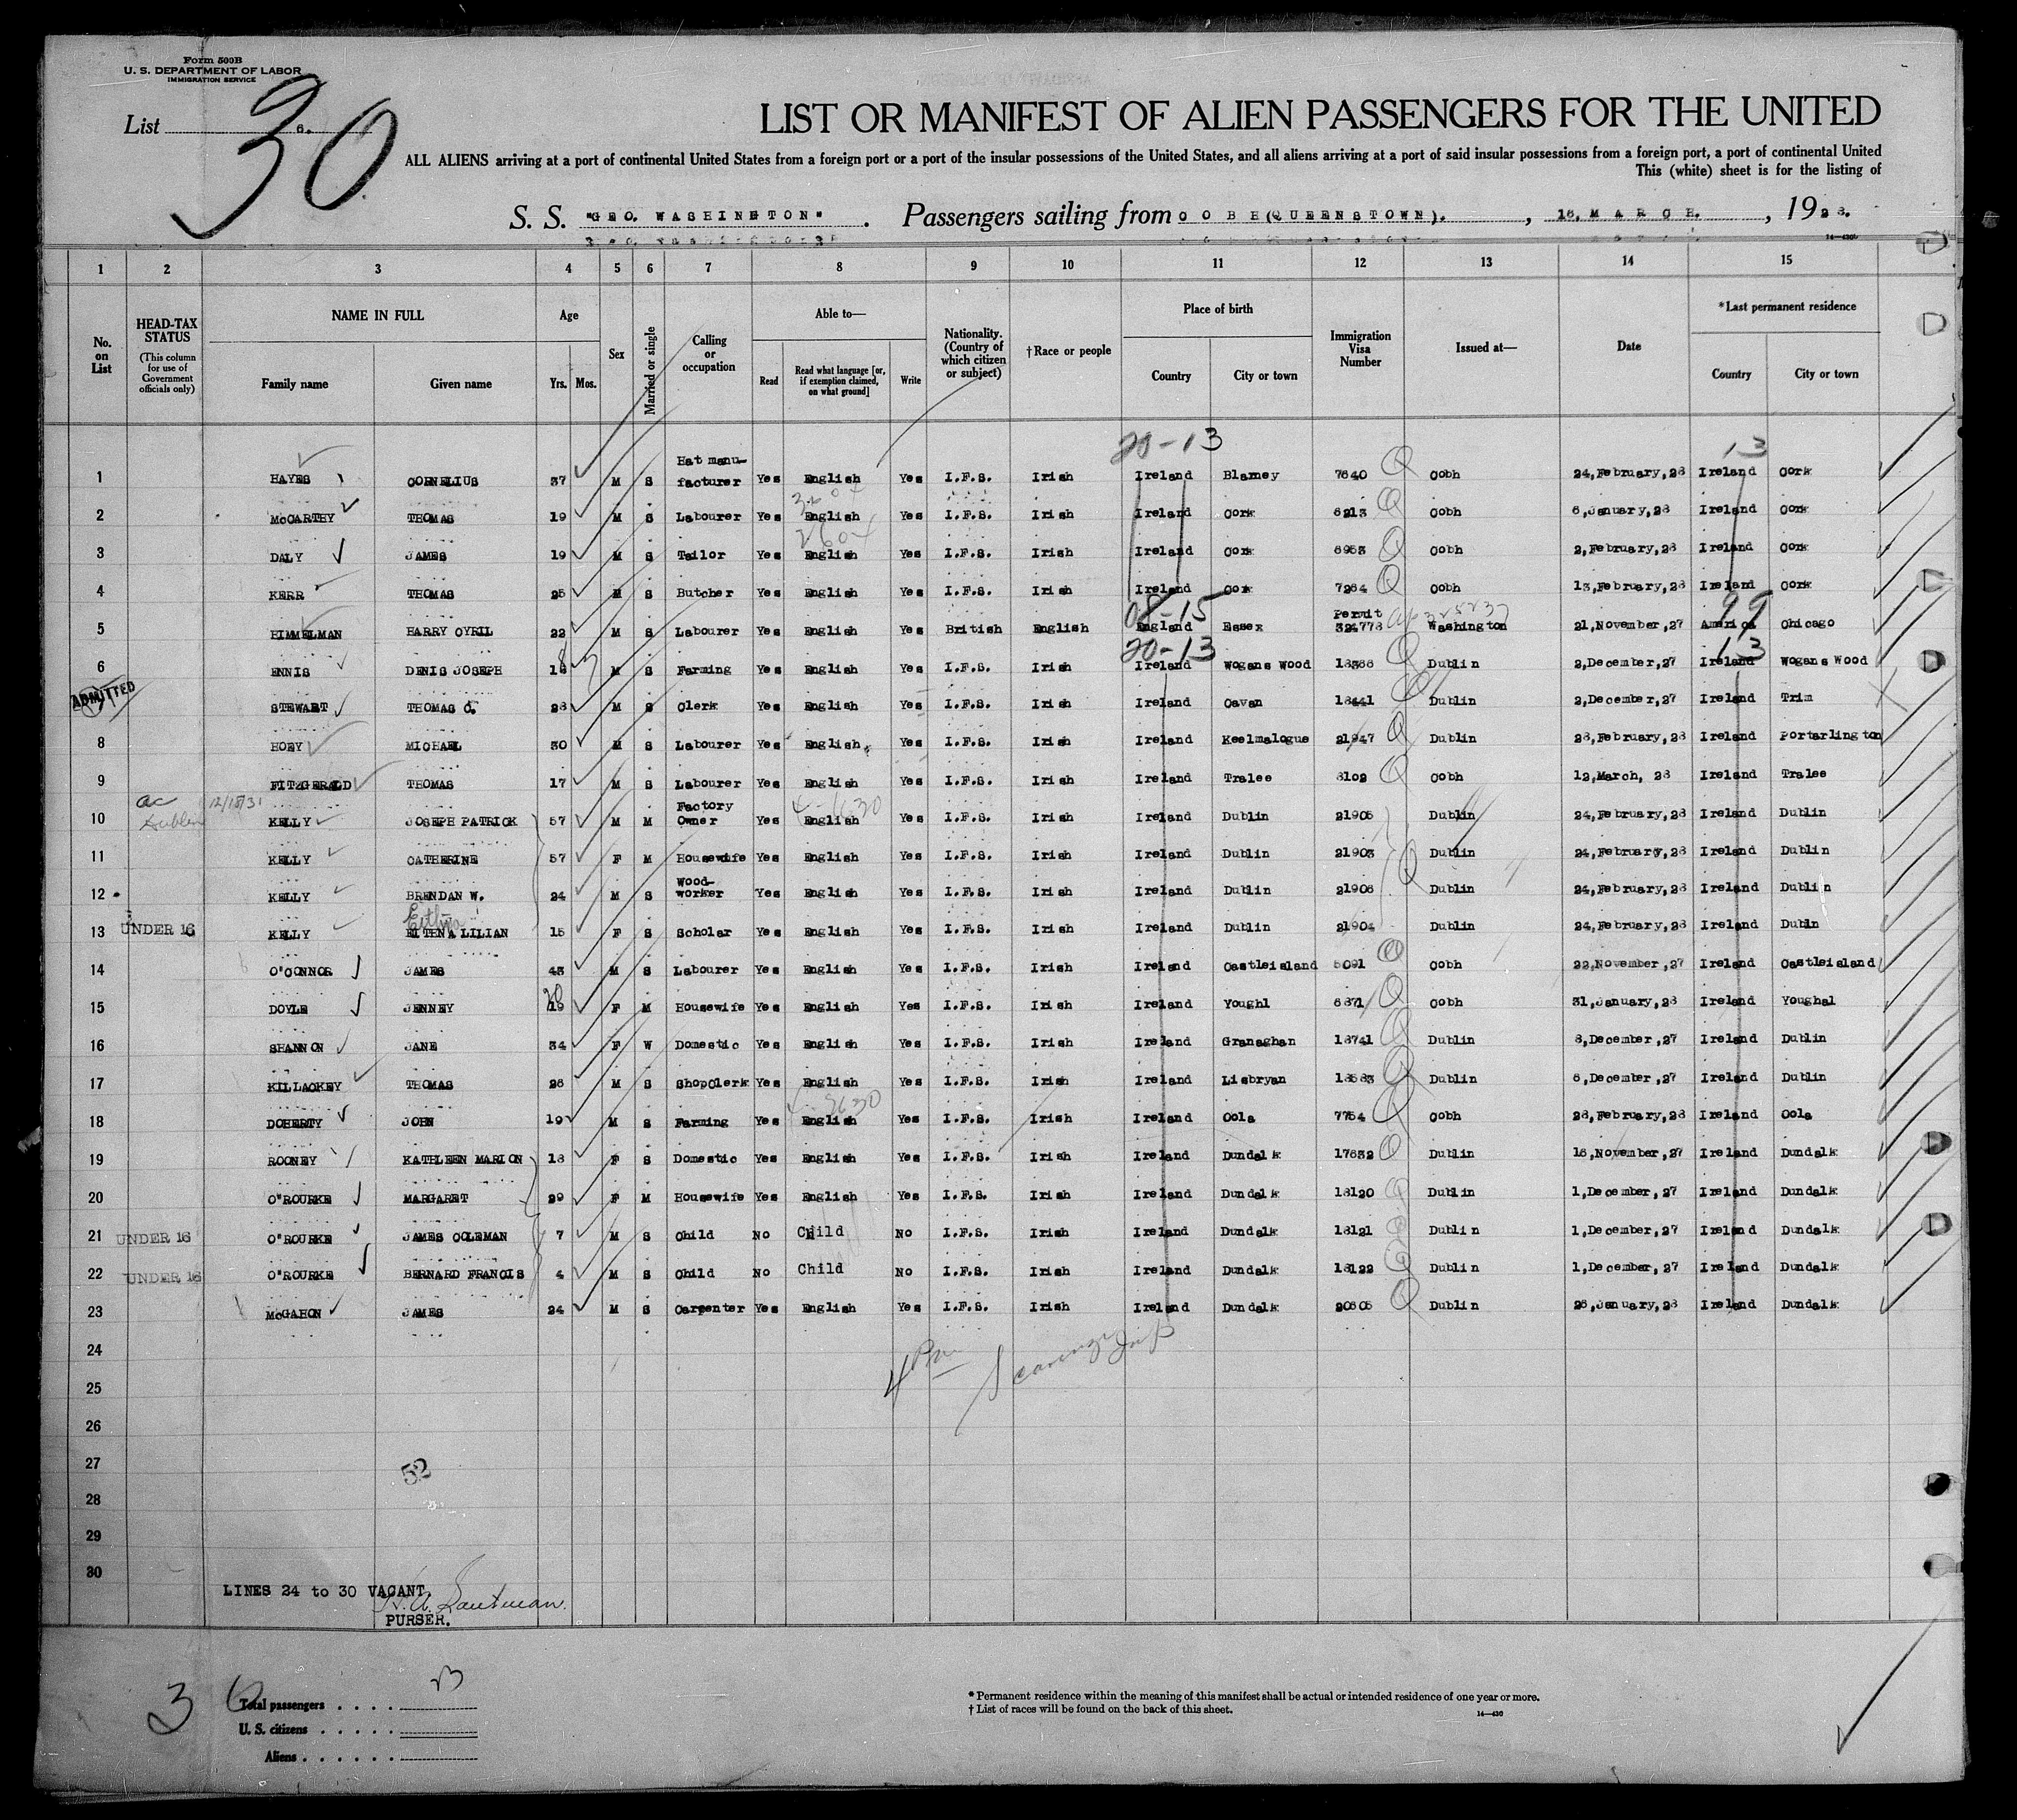 Form 500B
U. S. DEPARTMENT OF LABOR
IMMIGRATION SERVICE
List 6.
30
LIST OR MANIFEST OF ALIEN PASSENGERS FOR THE UNITED
ALL ALIENS arriving at a port of continental United States from a foreign port or a port of the insular possessions of the United States, and all aliens arriving at a port of said insular possessions from a foreign port, a port of continental United
This (white) sheet is for the listing of
S. S. "GEO. WASHINGTON". Passengers sailing from COBH(QUEENSTOWN)., 18, MARCH., 1928.
1 2 3 4 5 6 7 8 9 10 11 12 13 14 15
No. on List
HEAD-TAX STATUS (This column for use of Government officials only)
NAME IN FULL Family name Given name
Age Yrs. Mos.
Sex
Married or single
Calling or occupation
Able to— Read Read what language [or, if exemption claimed, on what ground] Write
Nationality. (Country of which citizen or subject)
†Race or people
Place of birth Country City or town
Immigration Visa Number
Issued at—
Date
*Last permanent residence Country City or town
20-13 13
1 HAYES CORNELIUS 37 M S Hat manu-facturer Yes English Yes I.F.S. Irish Ireland Blarney 7640 Cobh 24,February,28 Ireland Cork
2 McCARTHY THOMAS 19 M S Labourer Yes English Yes I.F.S. Irish Ireland Cork 6213 Cobh 6,January,28 Ireland Cork
3 DALY JAMES 19 M S Tailor Yes English Yes I.F.S. Irish Ireland Cork 6953 Cobh 2,February,28 Ireland Cork
4 KERR THOMAS 25 M S Butcher Yes English Yes I.F.S. Irish Ireland Cork 7264 Cobh 13,February,28 Ireland Cork
08-15 99
5 HIMMELMAN HARRY CYRIL 22 M S Labourer Yes English Yes British English England Essex Permit 324778 Washington 21,November,27 America Chicago
20-13 13
6 ENNIS DENIS JOSEPH 18 M S Farming Yes English Yes I.F.S. Irish Ireland Wogans Wood 18366 Dublin 2,December,27 Ireland Wogans Wood
ADMITTED STEWART THOMAS C. 28 M S Clerk Yes English Yes I.F.S. Irish Ireland Cavan 18441 Dublin 2,December,27 Ireland Trim
8 HOEY MICHAEL 30 M S Labourer Yes English Yes I.F.S. Irish Ireland Keelmalogue 21947 Dublin 28,February,28 Ireland Portarlington
9 FITZGERALD THOMAS 17 M S Labourer Yes English Yes I.F.S. Irish Ireland Tralee 8102 Cobh 12,March, 28 Ireland Tralee
10 KELLY JOSEPH PATRICK 57 M M Factory Owner Yes English Yes I.F.S. Irish Ireland Dublin 21905 Dublin 24,February,28 Ireland Dublin
11 KELLY CATHERINE 57 F M Housewife Yes English Yes I.F.S. Irish Ireland Dublin 21903 Dublin 24,February,28 Ireland Dublin
12 KELLY BRENDAN W. 24 M S Wood-worker Yes English Yes I.F.S. Irish Ireland Dublin 21906 Dublin 24,February,28 Ireland Dublin
13 UNDER 16 KELLY EITENA LILIAN 15 F S Scholar Yes English Yes I.F.S. Irish Ireland Dublin 21904 Dublin 24,February,28 Ireland Dubln
14 O'CONNOR JAMES 43 M S Labourer Yes English Yes I.F.S. Irish Ireland Castleisland 5091 Cobh 22,November,27 Ireland Castleisland
15 DOYLE JENNEY 20 19 F M Housewife Yes English Yes I.F.S. Irish Ireland Youghl 6871 Cobh 31,January,28 Ireland Youghal
16 SHANNON JANE 34 F W Domestic Yes English Yes I.F.S. Irish Ireland Granaghan 18741 Dublin 8,December,27 Ireland Dublin
17 KILLACKEY THOMAS 26 M S ShopClerk Yes English Yes I.F.S. Irish Ireland Lisbryan 18583 Dublin 6,December,27 Ireland Dublin
18 DOHERTY JOHN 19 M S Farming Yes English Yes I.F.S. Irish Ireland Oola 7754 Cobh 28,February,28 Ireland Oola
19 ROONEY KATHLEEN MARION 18 F S Domestic Yes English Yes I.F.S. Irish Ireland Dundalk 17632 Dublin 16,November,27 Ireland Dundalk
20 O'ROURKE MARGARET 29 F M Housewife Yes English Yes I.F.S. Irish Ireland Dundalk 18120 Dublin 1,December,27 Ireland Dundalk
21 UNDER 16 O'ROURKE JAMES COLEMAN 7 M S Child No Child No I.F.S. Irish Ireland Dundalk 18121 Dublin 1,December,27 Ireland Dundalk
22 UNDER 16 O'ROURKE BERNARD FRANCIS 4 M S Child No Child No I.F.S. Irish Ireland Dundalk 18122 Dublin 1,December,27 Ireland Dundalk
23 McGAHON JAMES 24 M S Carpenter Yes English Yes I.F.S. Irish Ireland Dundalk 20605 Dublin 26,January,28 Ireland Dundalk
24
25
26
27
52
28
29
30
LINES 24 to 30 VACANT
PURSER.
3
Total passengers
U. S. citizens
Aliens
* Permanent residence within the meaning of this manifest shall be actual or intended residence of one year or more.
† List of races will be found on the back of this sheet.
14—430